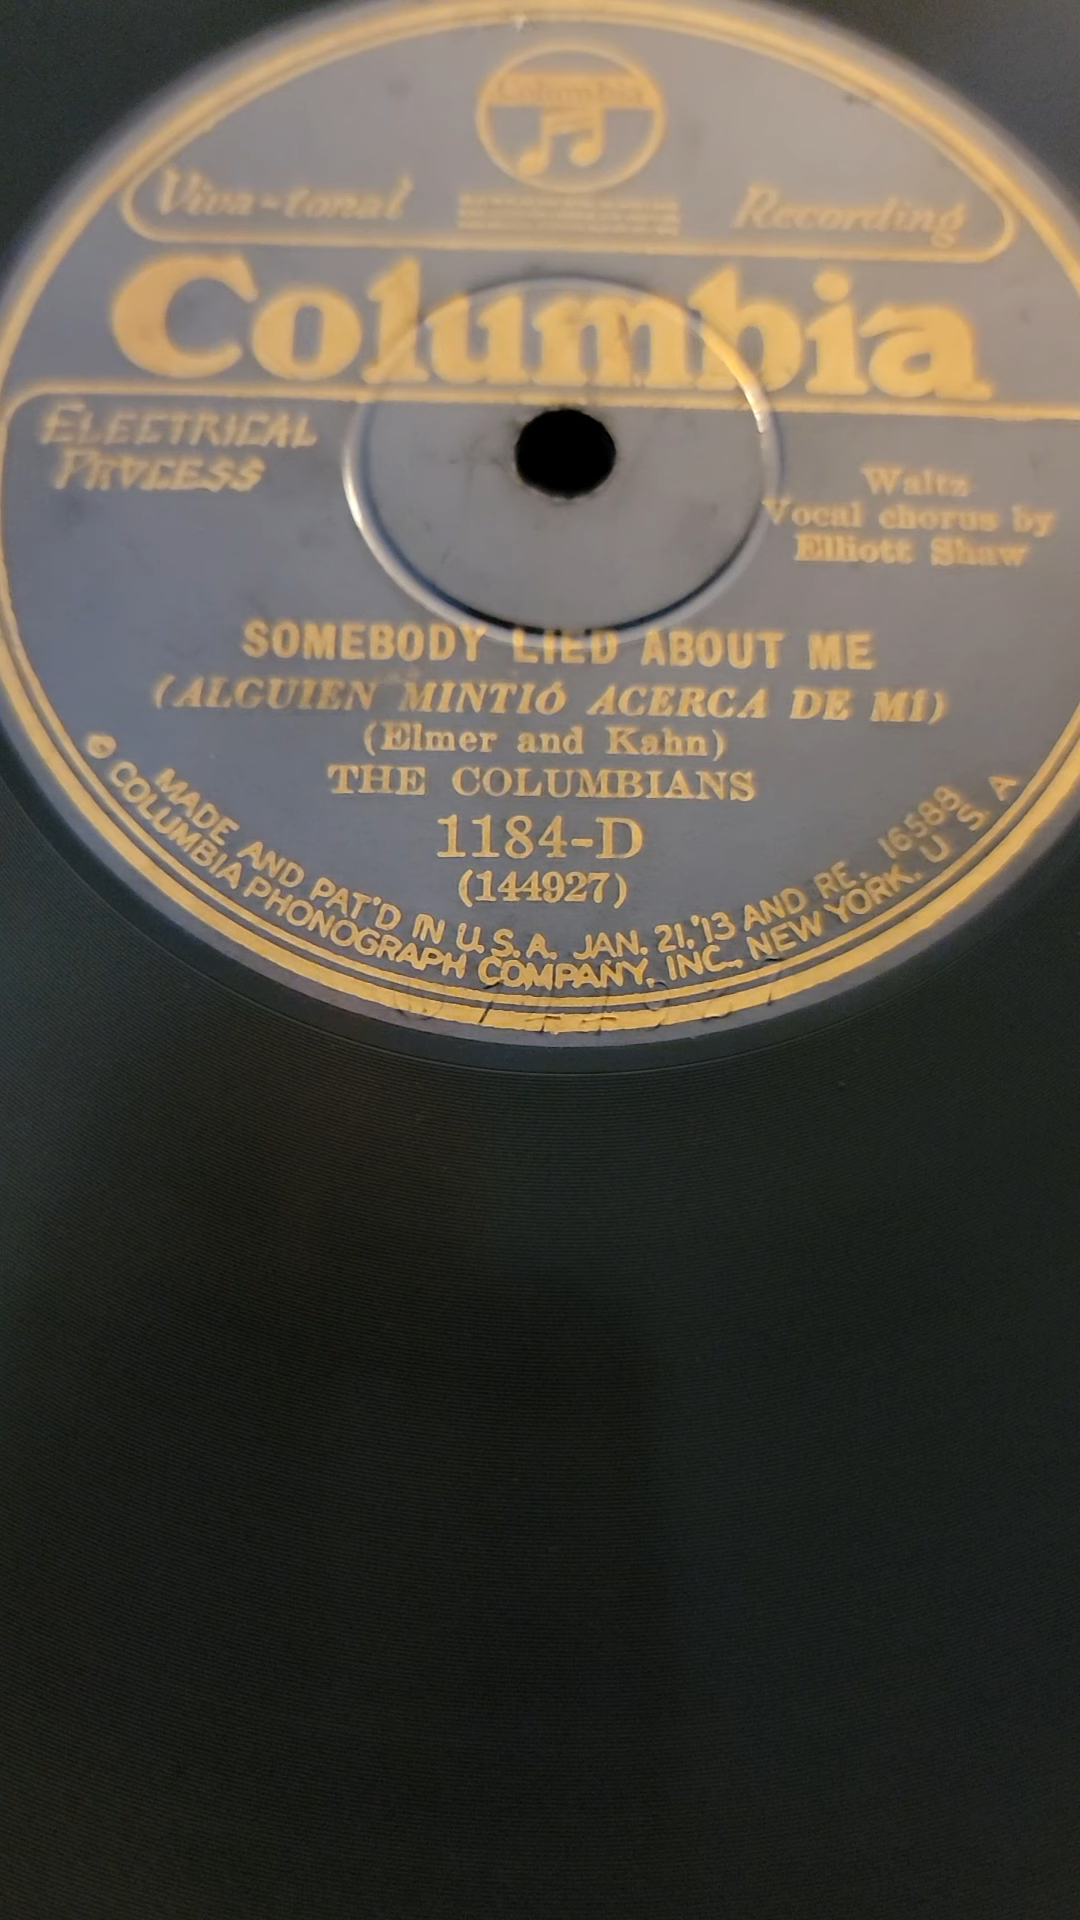 Columbia
Viva-tonal Recording
Columbia
ELECTRICAL
PROCESS
Waltz
Vocal chorus by
Elliott Shaw
SOMEBODY LIED ABOUT ME
(ALGUIEN MINTIÓ ACERCA DE MÍ)
(Elmer and Kahn)
THE COLUMBIANS
1184-D
(144927)
MADE AND PAT'D IN U.S.A. JAN. 21,'13 AND RE. 16588
COLUMBIA PHONOGRAPH COMPANY, INC., NEW YORK. U. S. A